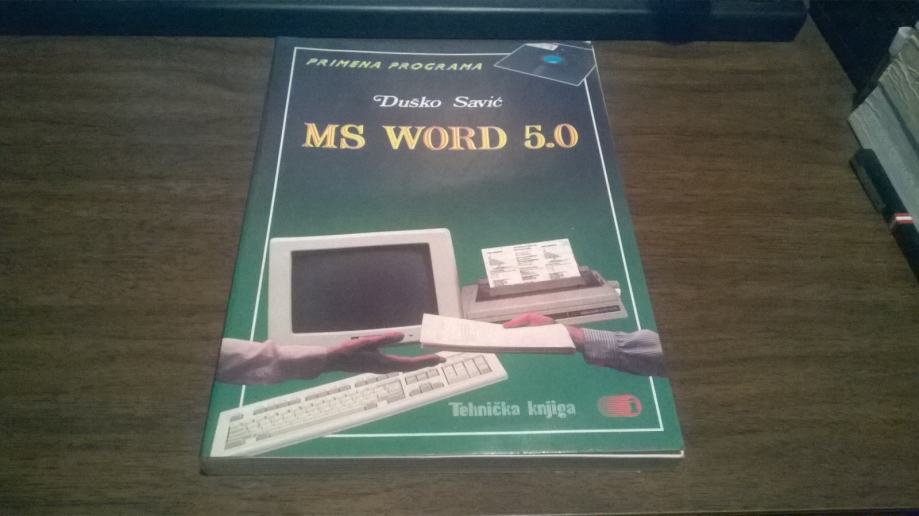 PRIMENA PROGRAMA
Duško Savić
MS WORD 5.0
Tehnička knjiga